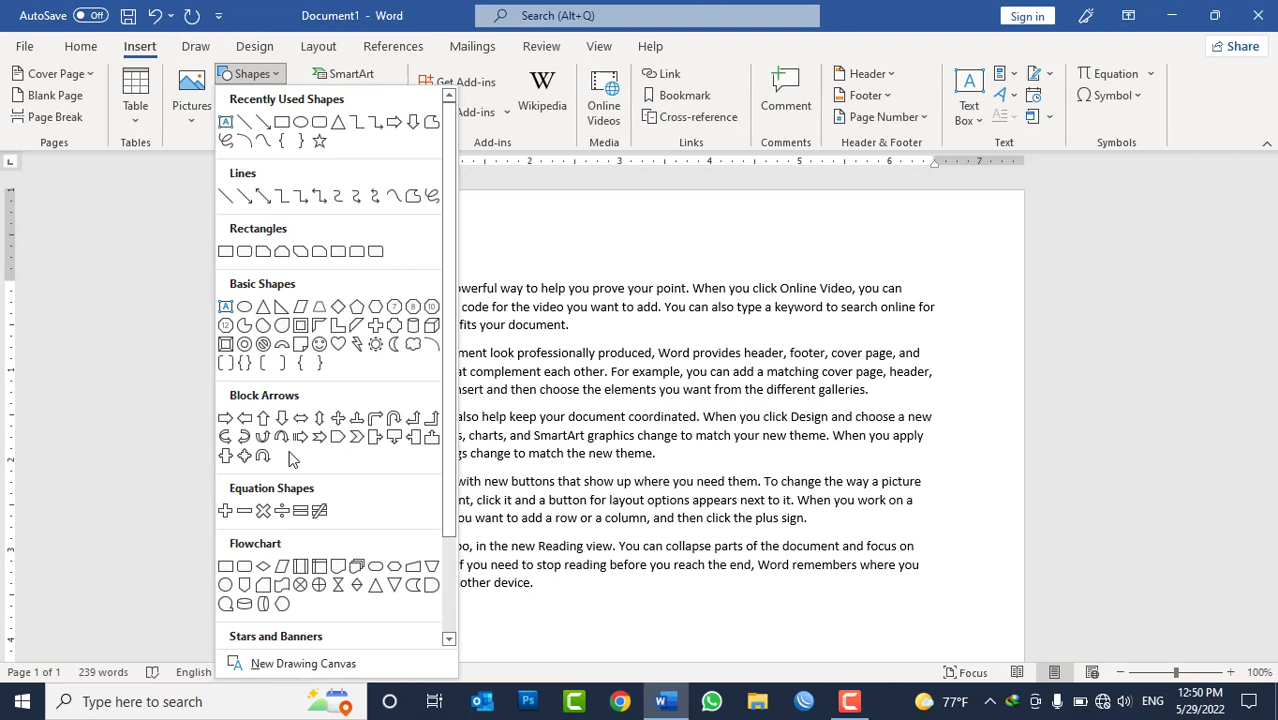 AutoSave Off Document1 - Word Search (Alt+Q) Sign in
File Home Insert Draw Design Layout References Mailings Review View Help Share
Cover Page Shapes SmartArt Link Header Equation
Get Add-ins
Blank Page Bookmark Footer Symbol
Table Pictures Wikipedia Online Videos Comment Text Box
Page Break Cross-reference Page Number
Pages Tables Add-ins Media Links Comments Header & Footer Text Symbols
Recently Used Shapes
Lines
Rectangles
Basic Shapes
Block Arrows
Equation Shapes
Flowchart
Stars and Banners
New Drawing Canvas
2 3 4 5 6 7
owerful way to help you prove your point. When you click Online Video, you can
code for the video you want to add. You can also type a keyword to search online for
fits your document.
ment look professionally produced, Word provides header, footer, cover page, and
at complement each other. For example, you can add a matching cover page, header,
nsert and then choose the elements you want from the different galleries.
also help keep your document coordinated. When you click Design and choose a new
s, charts, and SmartArt graphics change to match your new theme. When you apply
gs change to match the new theme.
with new buttons that show up where you need them. To change the way a picture
nt, click it and a button for layout options appears next to it. When you work on a
ou want to add a row or a column, and then click the plus sign.
oo, in the new Reading view. You can collapse parts of the document and focus on
f you need to stop reading before you reach the end, Word remembers where you
other device.
Page 1 of 1 239 words English Focus 100%
Type here to search 77°F ENG 12:50 PM
5/29/2022